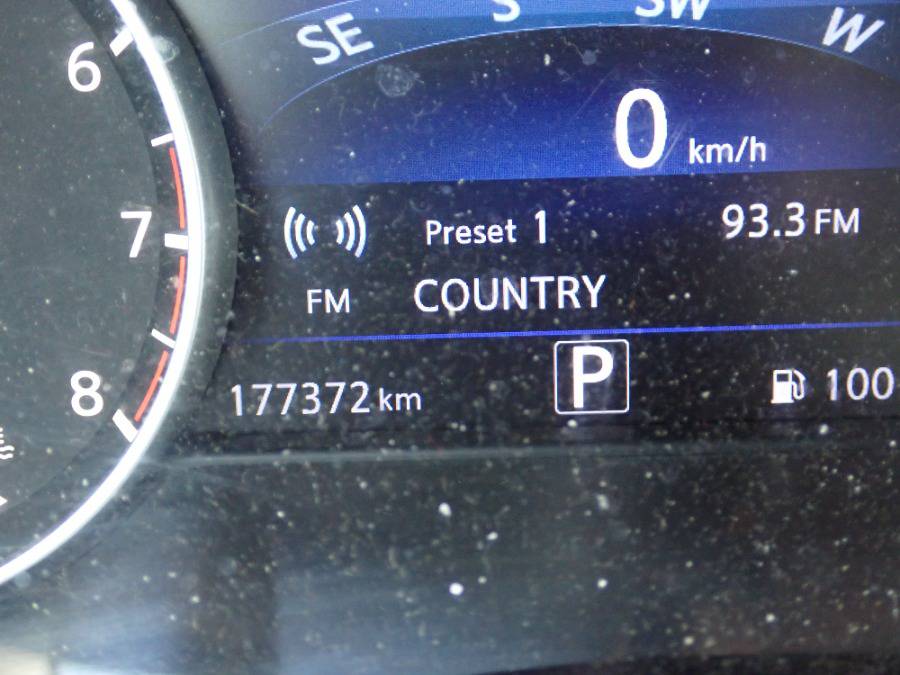 SE S SW W
6
0 km/h
7
Preset 1 93.3 FM
FM COUNTRY
8
177372 km P 100